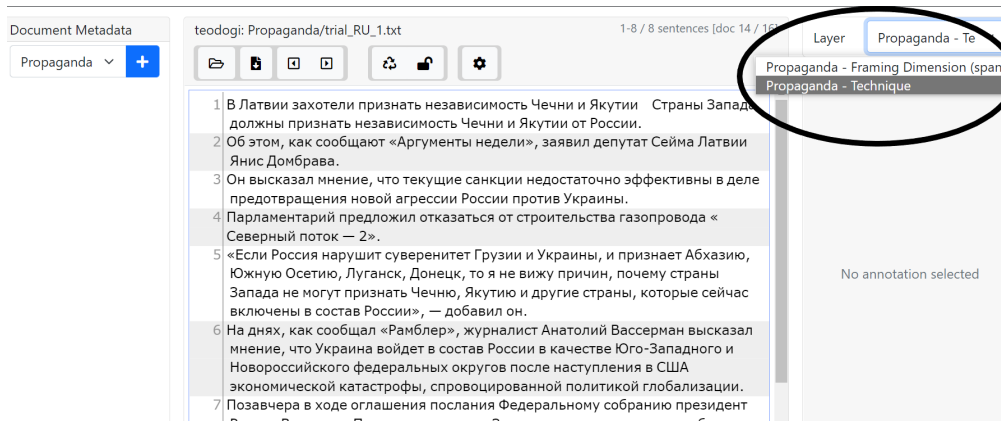 Document Metadata
Propaganda
+
teodogi: Propaganda/trial_RU_1.txt
1-8 / 8 sentences [doc 14 / 16]
Layer
Propaganda - Te
Propaganda - Framing Dimension (span
Propaganda - Technique
1 В Латвии захотели признать независимость Чечни и Якутии Страны Запада
должны признать независимость Чечни и Якутии от России.
2 Об этом, как сообщают «Аргументы недели», заявил депутат Сейма Латвии
Янис Домбрава.
3 Он высказал мнение, что текущие санкции недостаточно эффективны в деле
предотвращения новой агрессии России против Украины.
4 Парламентарий предложил отказаться от строительства газопровода «
Северный поток — 2».
5 «Если Россия нарушит суверенитет Грузии и Украины, и признает Абхазию,
Южную Осетию, Луганск, Донецк, то я не вижу причин, почему страны
Запада не могут признать Чечню, Якутию и другие страны, которые сейчас
включены в состав России», — добавил он.
6 На днях, как сообщал «Рамблер», журналист Анатолий Вассерман высказал
мнение, что Украина войдет в состав России в качестве Юго-Западного и
Новороссийского федеральных округов после наступления в США
экономической катастрофы, спровоцированной политикой глобализации.
7 Позавчера в ходе оглашения послания Федеральному собранию президент
No annotation selected